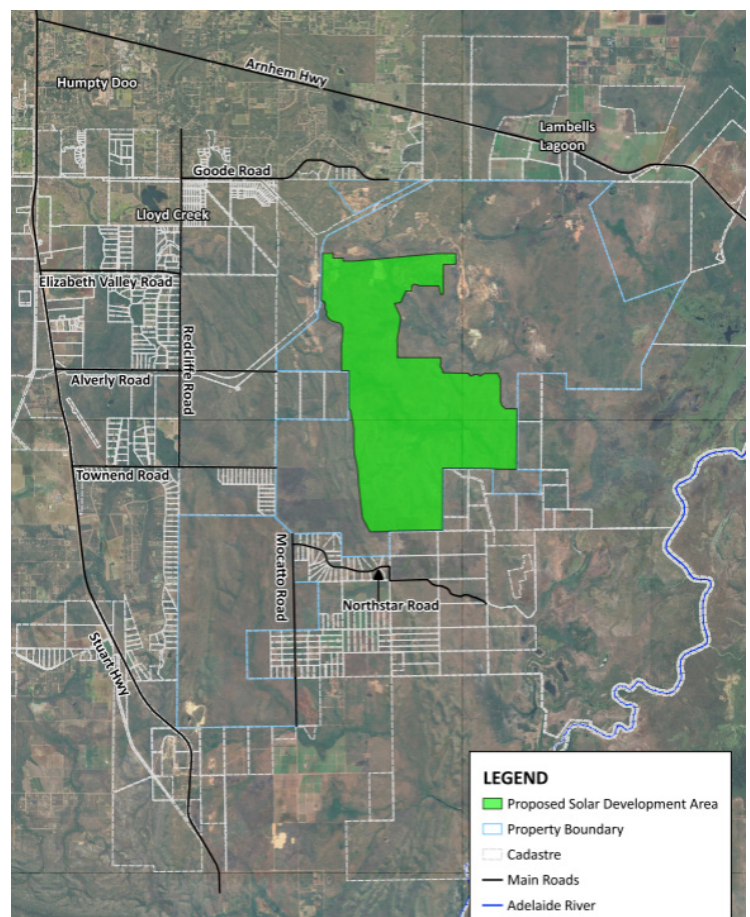 Humpty Doo
Arnhem Hwy
Lambells
Lagoon
Goode Road
Lloyd Creek
Elizabeth Valley Road
Redcliffe Road
Alverly Road
Townend Road
Mocatto Road
Northstar Road
Stuart Hwy
LEGEND
Proposed Solar Development Area
Property Boundary
Cadastre
Main Roads
Adelaide River